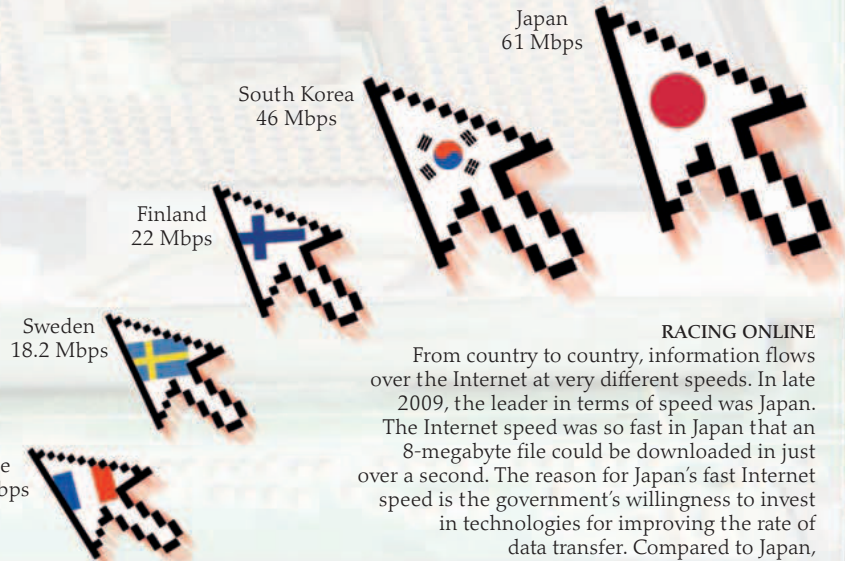 Japan
61 Mbps
South Korea
46 Mbps
Finland
22 Mbps
Sweden
18.2 Mbps
RACING ONLINE
From country to country, information flows
over the Internet at very different speeds. In late
2009, the leader in terms of speed was Japan.
The Internet speed was so fast in Japan that an
8-megabyte file could be downloaded in just
over a second. The reason for Japan’s fast Internet
speed is the government’s willingness to invest
in technologies for improving the rate of
data transfer. Compared to Japan,